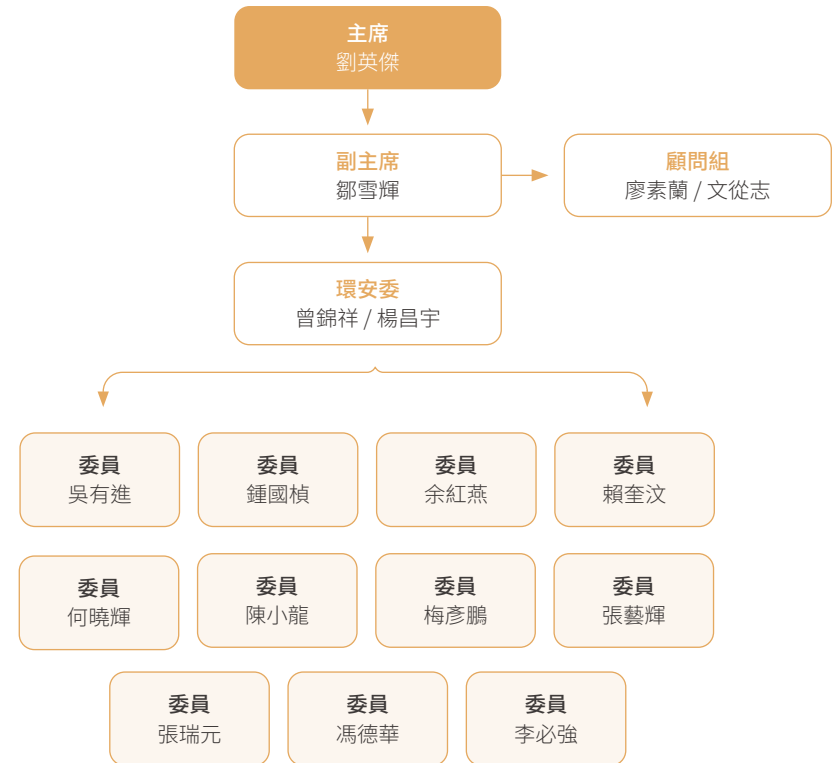 主席
劉英傑
副主席
鄒雪輝
顧問組
廖素蘭 / 文從志
環安委
曾錦祥 / 楊昌宇
委員
吳有進
委員
鍾國楨
委員
余紅燕
委員
賴奎汶
委員
何曉輝
委員
陳小龍
委員
梅彥鵬
委員
張藝輝
委員
張瑞元
委員
馮德華
委員
李必強